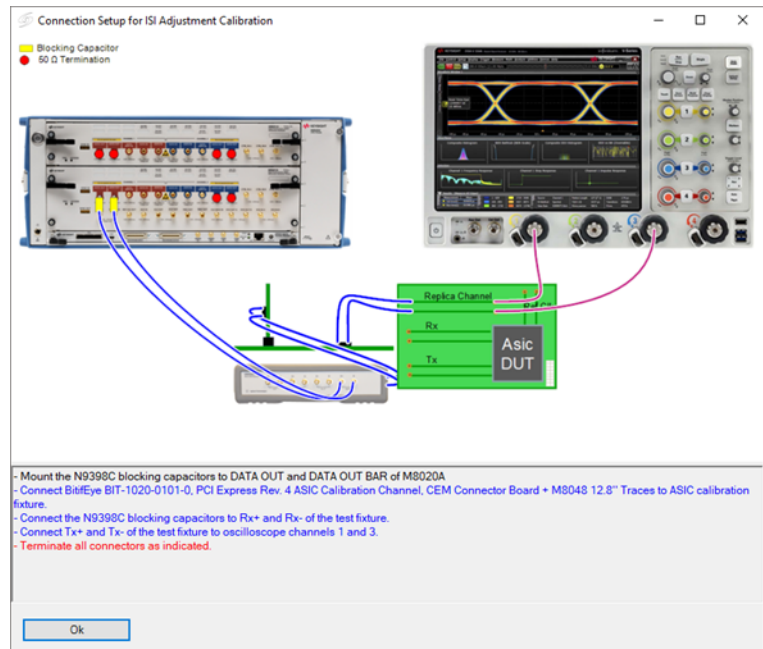 Connection Setup for ISI Adjustment Calibration
Blocking Capacitor
50 Ω Termination
1
2
3
4
Replica Channel
Rx
Tx
Asic
DUT
- Mount the N9398C blocking capacitors to DATA OUT and DATA OUT BAR of M8020A
- Connect BitifEye BIT-1020-0101-0, PCI Express Rev. 4 ASIC Calibration Channel, CEM Connector Board + M8048 12.8" Traces to ASIC calibration
fixture.
- Connect the N9398C blocking capacitors to Rx+ and Rx- of the test fixture.
- Connect Tx+ and Tx- of the test fixture to oscilloscope channels 1 and 3.
- Terminate all connectors as indicated.
Ok